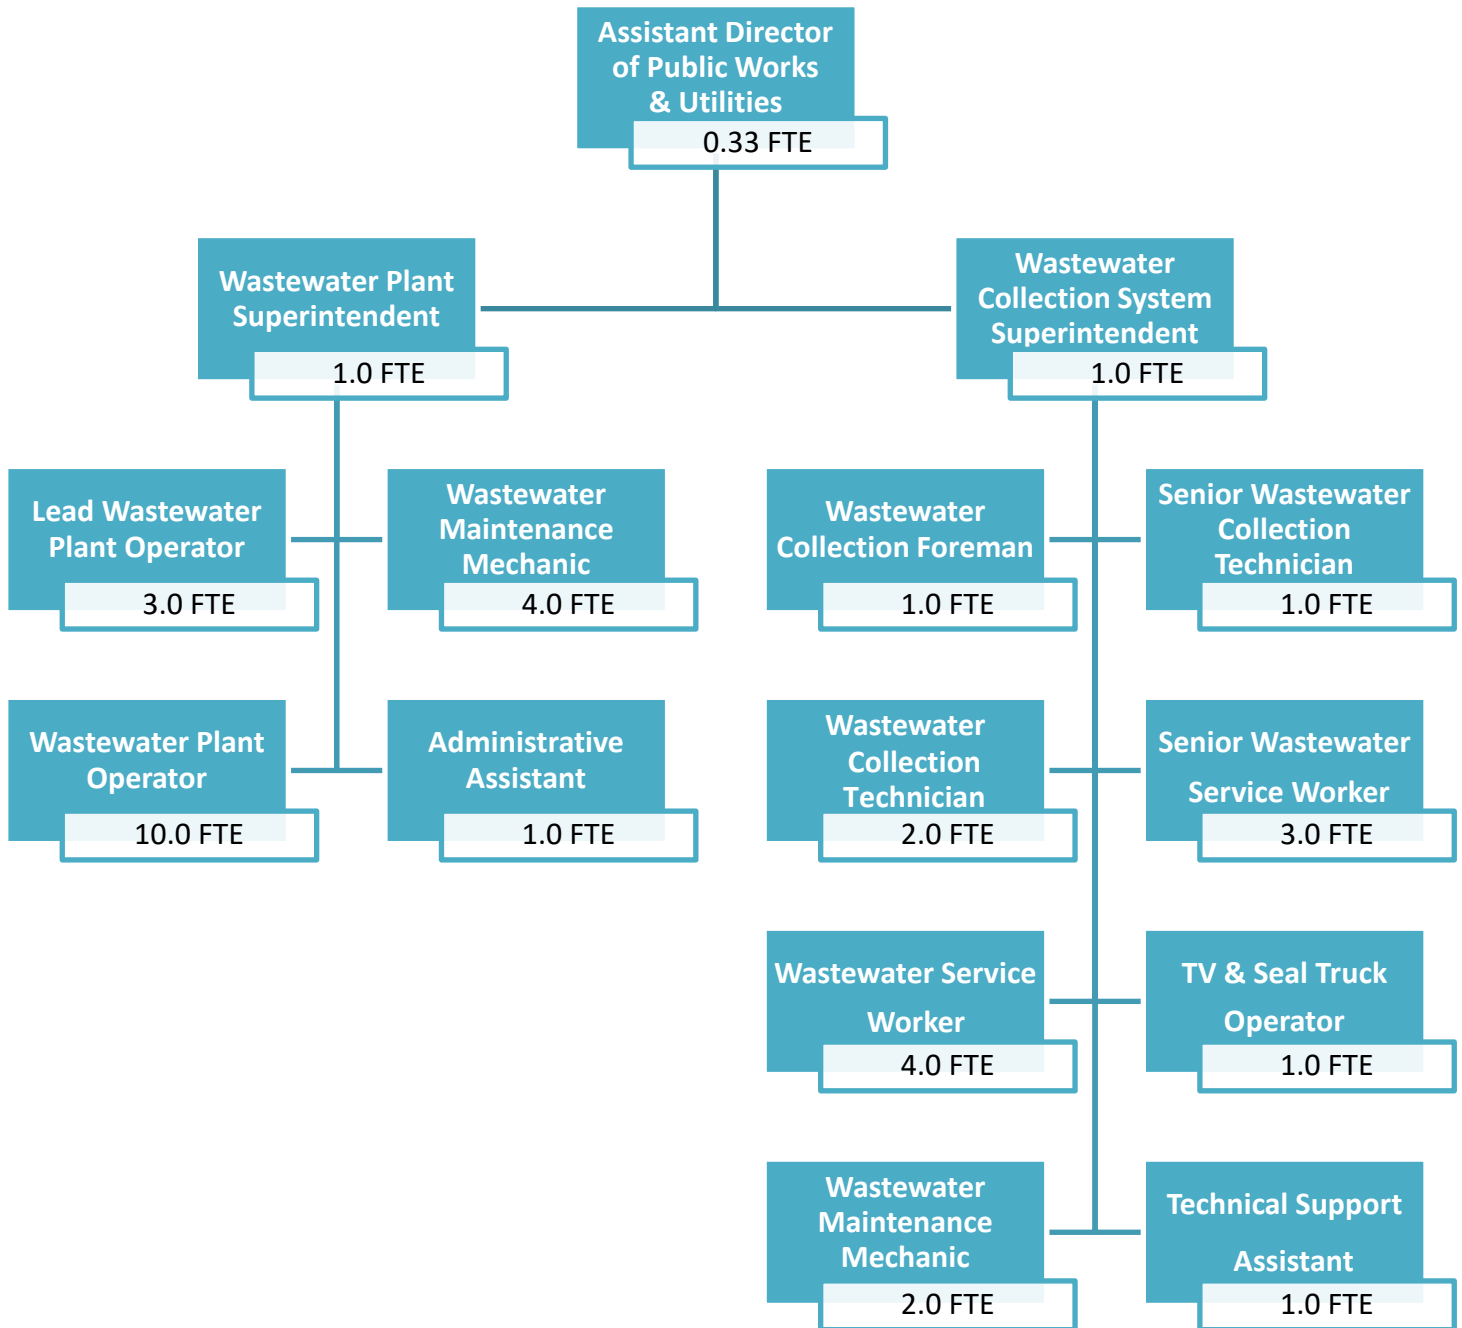 Assistant Director
of Public Works
& Utilities
0.33 FTE
Wastewater Plant
Superintendent
1.0 FTE
Wastewater
Collection System
Superintendent
1.0 FTE
Lead Wastewater
Plant Operator
3.0 FTE
Wastewater
Maintenance
Mechanic
4.0 FTE
Wastewater
Collection Foreman
1.0 FTE
Senior Wastewater
Collection
Technician
1.0 FTE
Wastewater Plant
Operator
10.0 FTE
Administrative
Assistant
1.0 FTE
Wastewater
Collection
Technician
2.0 FTE
Senior Wastewater
Service Worker
3.0 FTE
Wastewater Service
Worker
4.0 FTE
TV & Seal Truck
Operator
1.0 FTE
Wastewater
Maintenance
Mechanic
2.0 FTE
Technical Support
Assistant
1.0 FTE